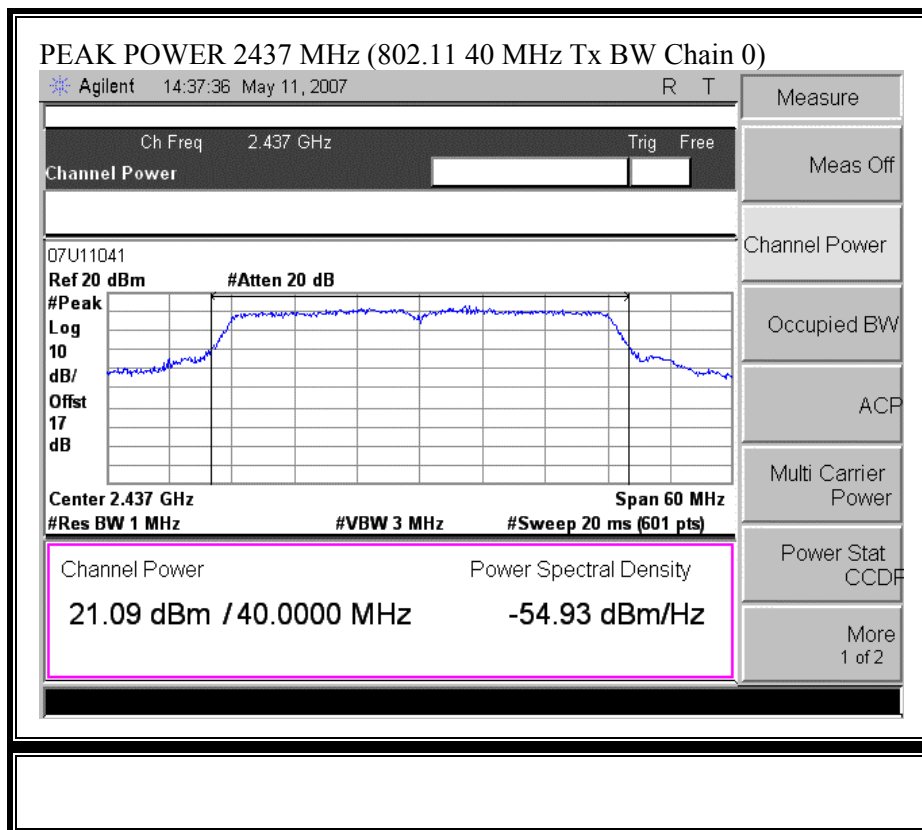 PEAK POWER 2437 MHz (802.11 40 MHz Tx BW Chain 0)
Agilent 14:37:36 May 11, 2007 R T
Ch Freq 2.437 GHz Trig Free
Channel Power
07U11041
Ref 20 dBm #Atten 20 dB
#Peak
Log
10
dB/
Offst
17
dB
Center 2.437 GHz Span 60 MHz
#Res BW 1 MHz #VBW 3 MHz #Sweep 20 ms (601 pts)
Channel Power Power Spectral Density
21.09 dBm / 40.0000 MHz -54.93 dBm/Hz
Measure
Meas Off
Channel Power
Occupied BW
ACP
Multi Carrier
Power
Power Stat
CCDF
More
1 of 2